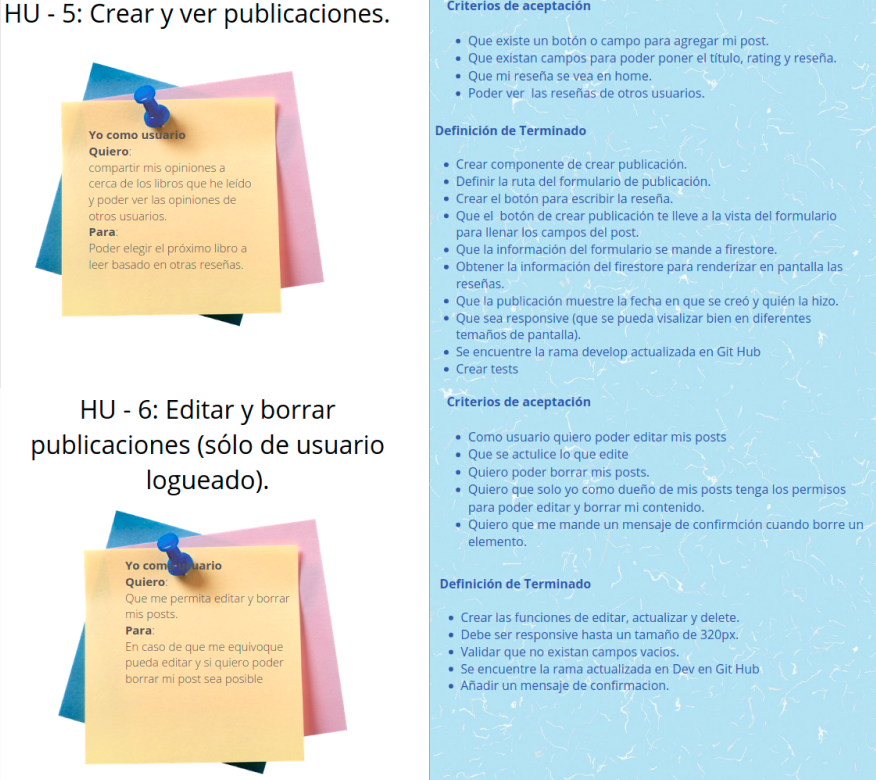 HU - 5: Crear y ver publicaciones.
Yo como usuario
Quiero:
compartir mis opiniones a
cerca de los libros que he leído
y poder ver las opiniones de
otros usuarios.
Para:
Poder elegir el próximo libro a
leer basado en otras reseñas.
Criterios de aceptación
• Que existe un botón o campo para agregar mi post.
• Que existan campos para poder poner el título, rating y reseña.
• Que mi reseña se vea en home.
• Poder ver las reseñas de otros usuarios.
Definición de Terminado
• Crear componente de crear publicación.
• Definir la ruta del formulario de publicación.
• Crear el botón para escribir la reseña.
• Que el botón de crear publicación te lleve a la vista del formulario
para llenar los campos del post.
• Que la información del formulario se mande a firestore.
• Obtener la información del firestore para renderizar en pantalla las
reseñas.
• Que la publicación muestre la fecha en que se creó y quién la hizo.
• Que sea responsive (que se pueda visalizar bien en diferentes
temaños de pantalla).
• Se encuentre la rama develop actualizada en Git Hub
• Crear tests
HU - 6: Editar y borrar
publicaciones (sólo de usuario
logueado).
Yo como usuario
Quiero:
Que me permita editar y borrar
mis posts.
Para:
En caso de que me equivoque
pueda editar y si quiero poder
borrar mi post sea posible
Criterios de aceptación
• Como usuario quiero poder editar mis posts
• Que se actulice lo que edite
• Quiero poder borrar mis posts.
• Quiero que solo yo como dueño de mis posts tenga los permisos
para poder editar y borrar mi contenido.
• Quiero que me mande un mensaje de confirmción cuando borre un
elemento.
Definición de Terminado
• Crear las funciones de editar, actualizar y delete.
• Debe ser responsive hasta un tamaño de 320px.
• Validar que no existan campos vacios.
• Se encuentre la rama actualizada en Dev en Git Hub
• Añadir un mensaje de confirmacion.